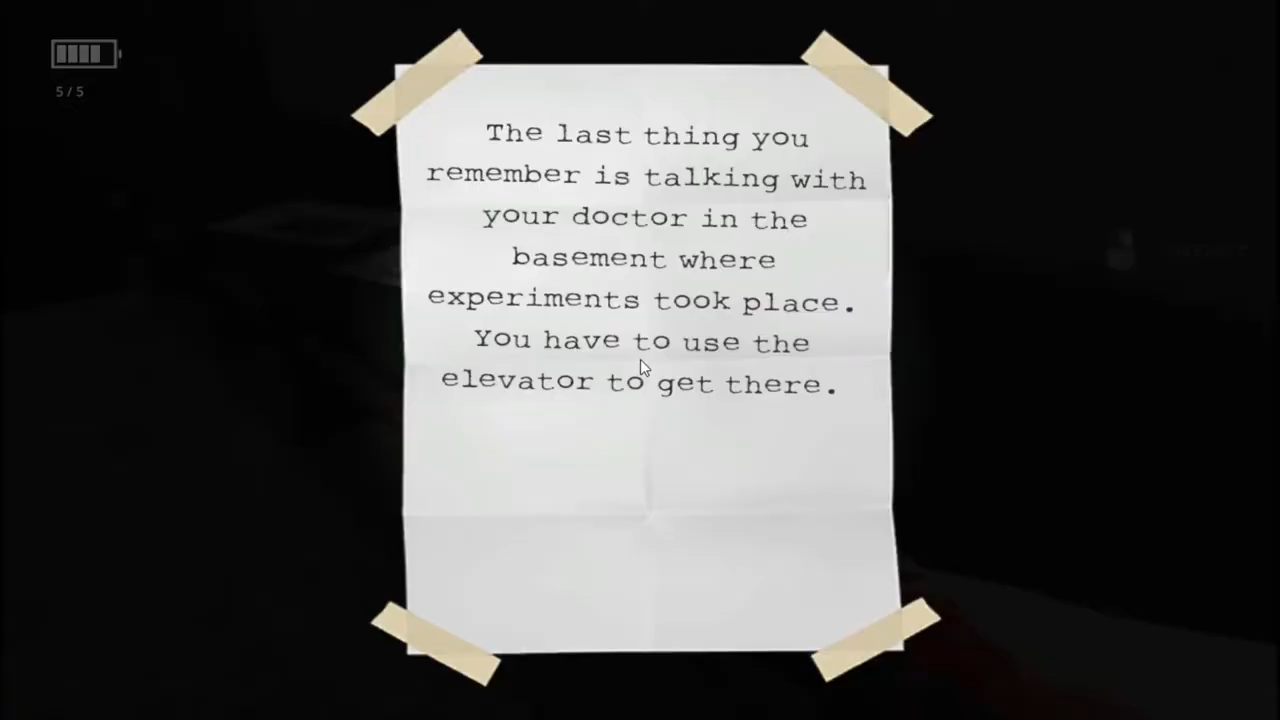 5/5
The last thing you
remember is talking with
your doctor in the
basement where
experiments took place.
You have to use the
elevator to get there.